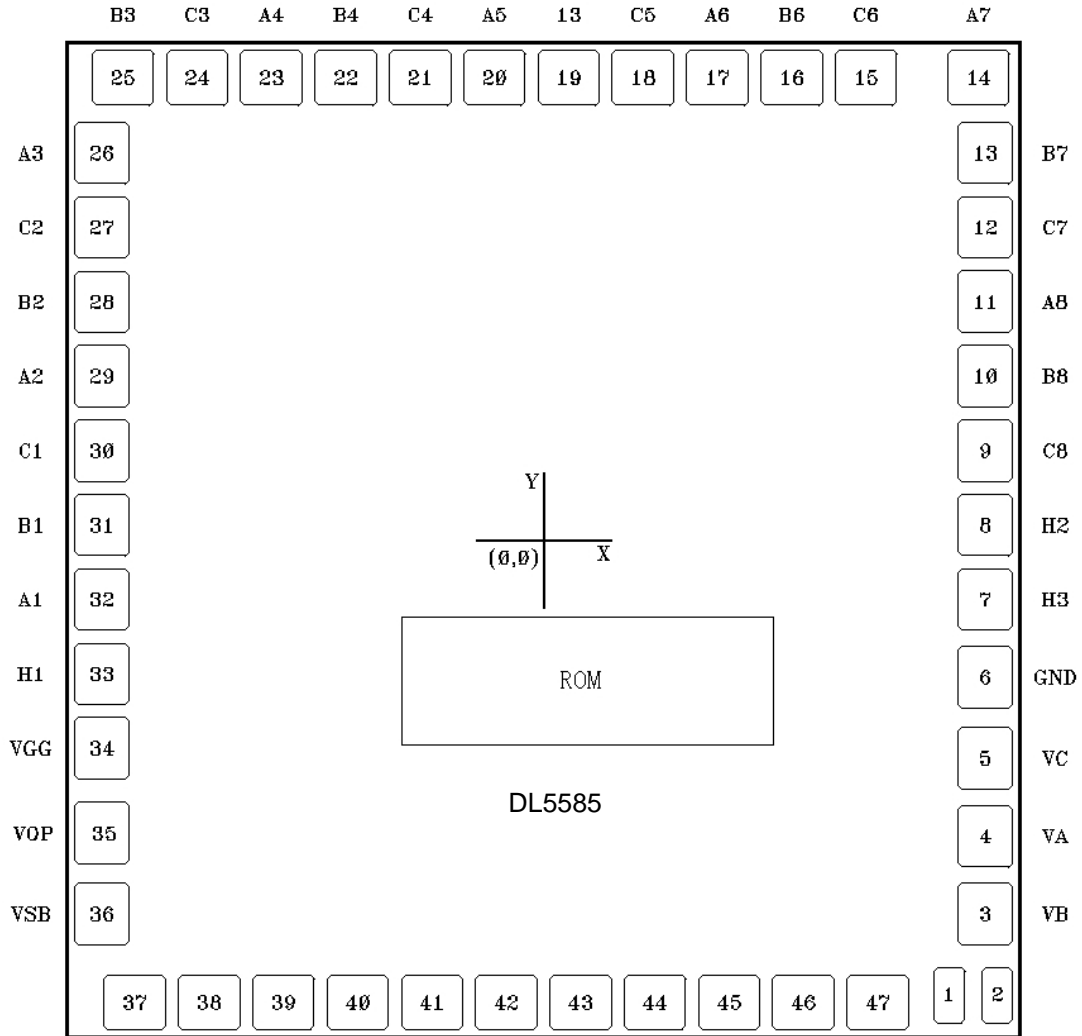 B3 C3 A4 B4 C4 A5 13 C5 A6 B6 C6 A7
25 24 23 22 21 20 19 18 17 16 15 14
A3 26 13 B7
C2 27 12 C7
B2 28 11 A8
A2 29 10 B8
C1 30 9 C8
Y
B1 31 8 H2
(0,0) X
A1 32 7 H3
H1 33 ROM 6 GND
VGG 34 5 VC
DL5585
VOP 35 4 VA
VSB 36 3 VB
37 38 39 40 41 42 43 44 45 46 47 1 2